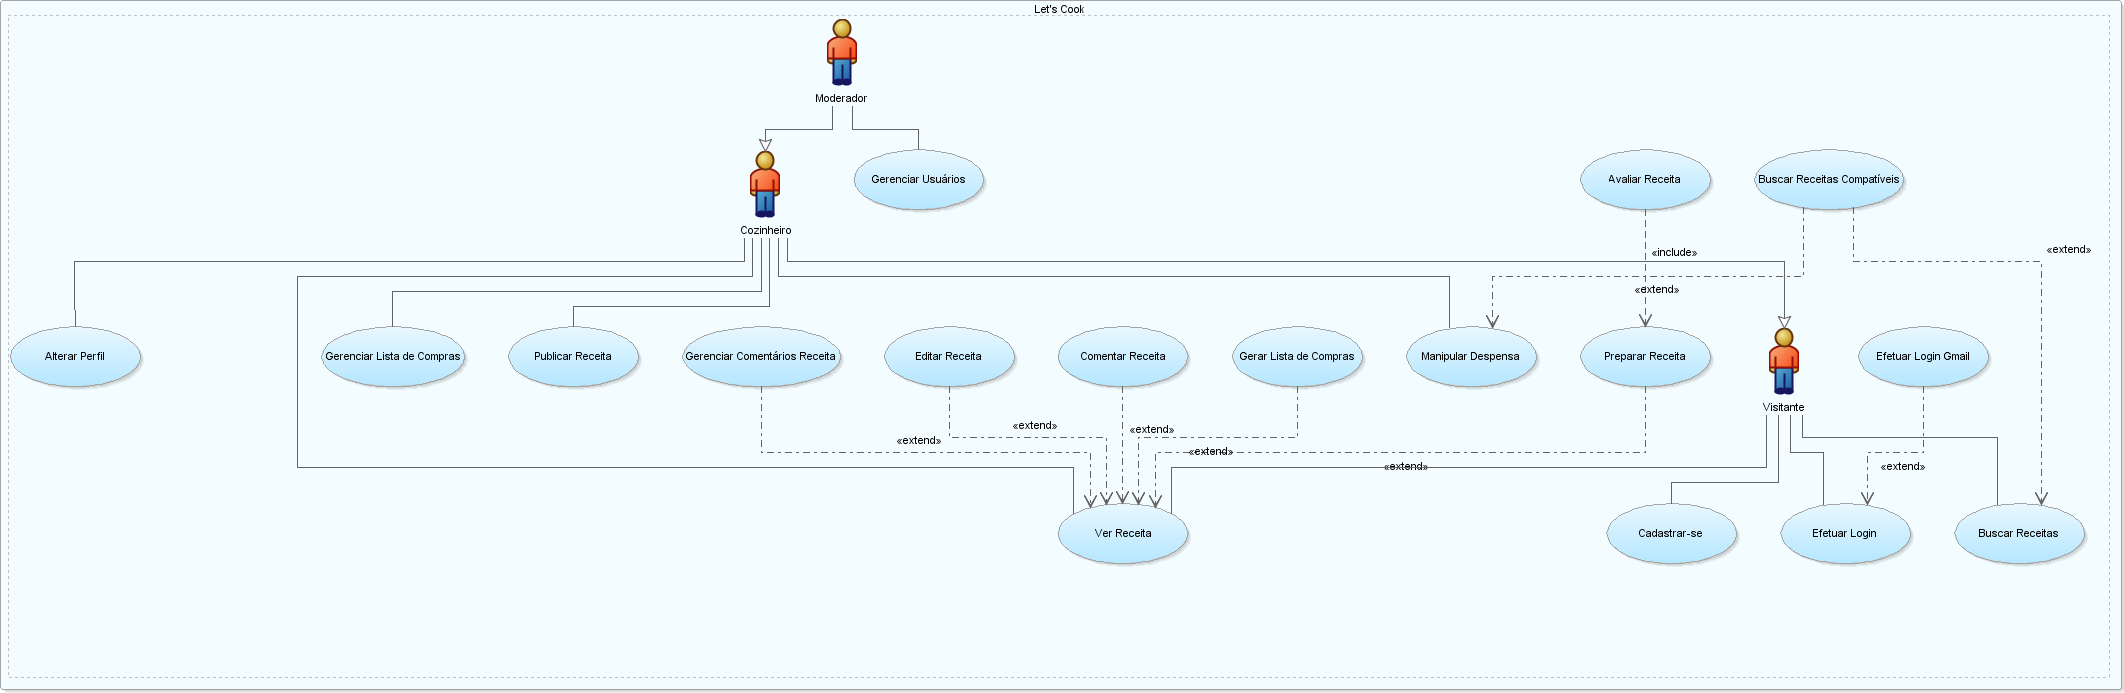 Let's Cook
Moderador
Gerenciar Usuários
Avaliar Receita
Buscar Receitas Compatíveis
Cozinheiro
«include»
«extend»
«extend»
Alterar Perfil
Gerenciar Lista de Compras
Publicar Receita
Gerenciar Comentários Receita
Editar Receita
Comentar Receita
Gerar Lista de Compras
Manipular Despensa
Preparar Receita
Efetuar Login Gmail
Visitante
«extend»
«extend»
«extend»
«extend»
«extend»
«extend»
Ver Receita
Cadastrar-se
Efetuar Login
Buscar Receitas